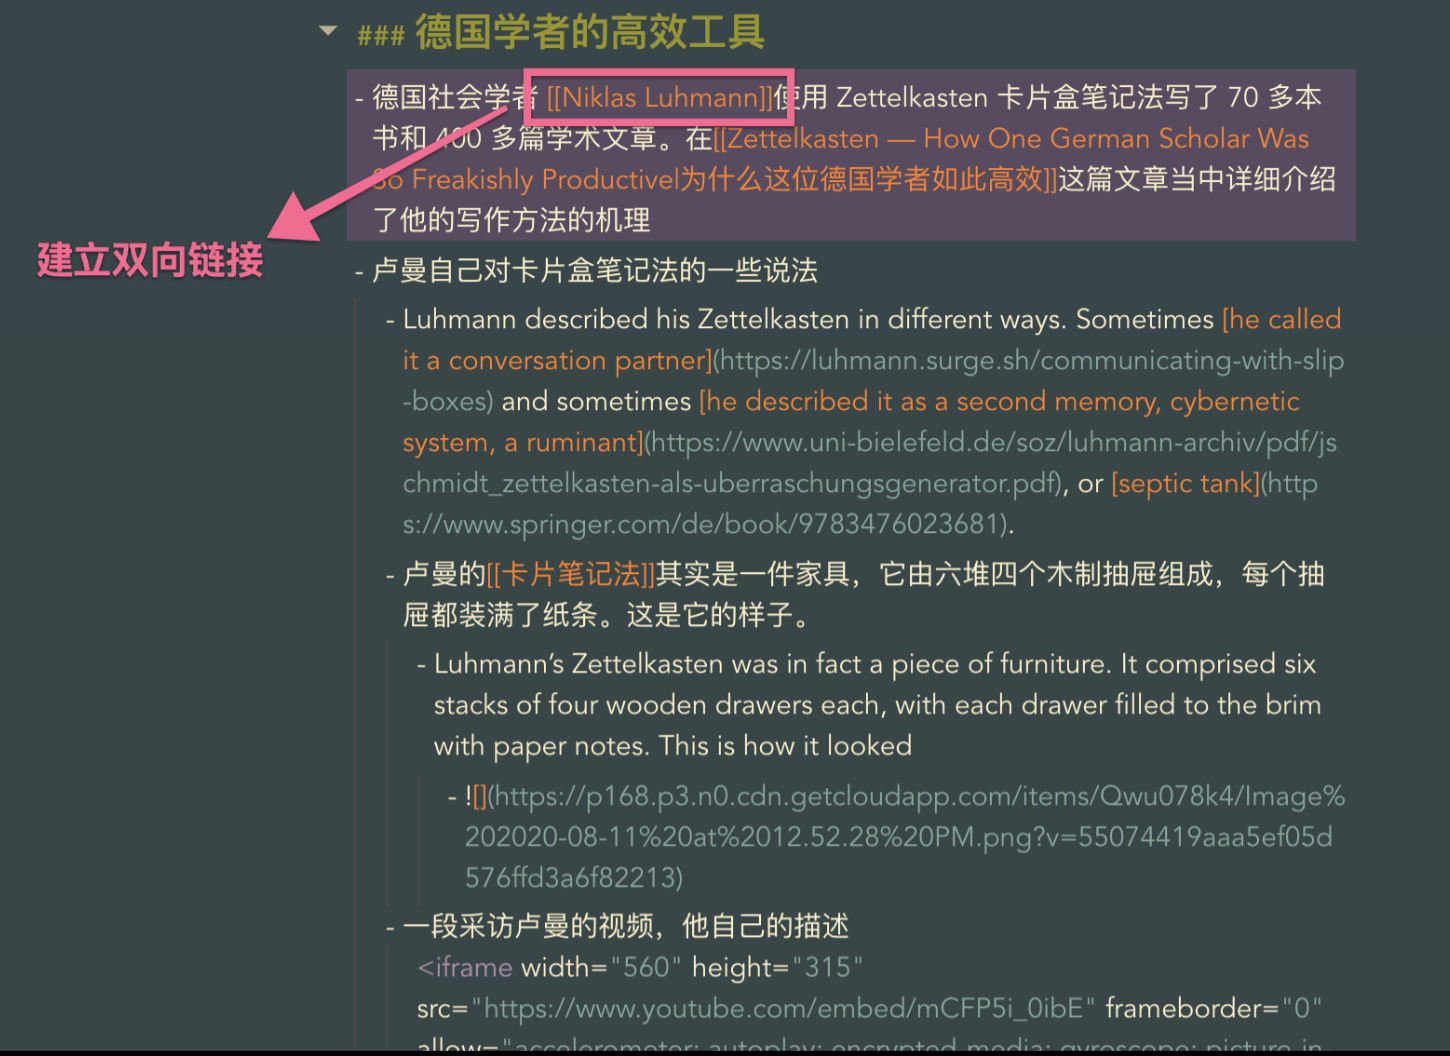 ### 德国学者的高效工具
- 德国社会学者 [[Niklas Luhmann]]使用 Zettelkasten 卡片盒笔记法写了 70 多本
书和 400 多篇学术文章。在[[Zettelkasten — How One German Scholar Was
So Freakishly Productive|为什么这位德国学者如此高效]]这篇文章当中详细介绍
了他的写作方法的机理
建立双向链接
- 卢曼自己对卡片盒笔记法的一些说法
- Luhmann described his Zettelkasten in different ways. Sometimes [he called
it a conversation partner](https://luhmann.surge.sh/communicating-with-slip
-boxes) and sometimes [he described it as a second memory, cybernetic
system, a ruminant](https://www.uni-bielefeld.de/soz/luhmann-archiv/pdf/js
chmidt_zettelkasten-als-uberraschungsgenerator.pdf), or [septic tank](http
s://www.springer.com/de/book/9783476023681).
- 卢曼的[[卡片笔记法]]其实是一件家具，它由六堆四个木制抽屉组成，每个抽
屉都装满了纸条。这是它的样子。
- Luhmann’s Zettelkasten was in fact a piece of furniture. It comprised six
stacks of four wooden drawers each, with each drawer filled to the brim
with paper notes. This is how it looked
- ![](https://p168.p3.n0.cdn.getcloudapp.com/items/Qwu078k4/Image%
202020-08-11%20at%2012.52.28%20PM.png?v=55074419aaa5ef05d
576ffd3a6f82213)
- 一段采访卢曼的视频，他自己的描述
<iframe width="560" height="315"
src="https://www.youtube.com/embed/mCFP5i_0ibE" frameborder="0"
allow="accelerometer; autoplay; encrypted-media; gyroscope; picture-in